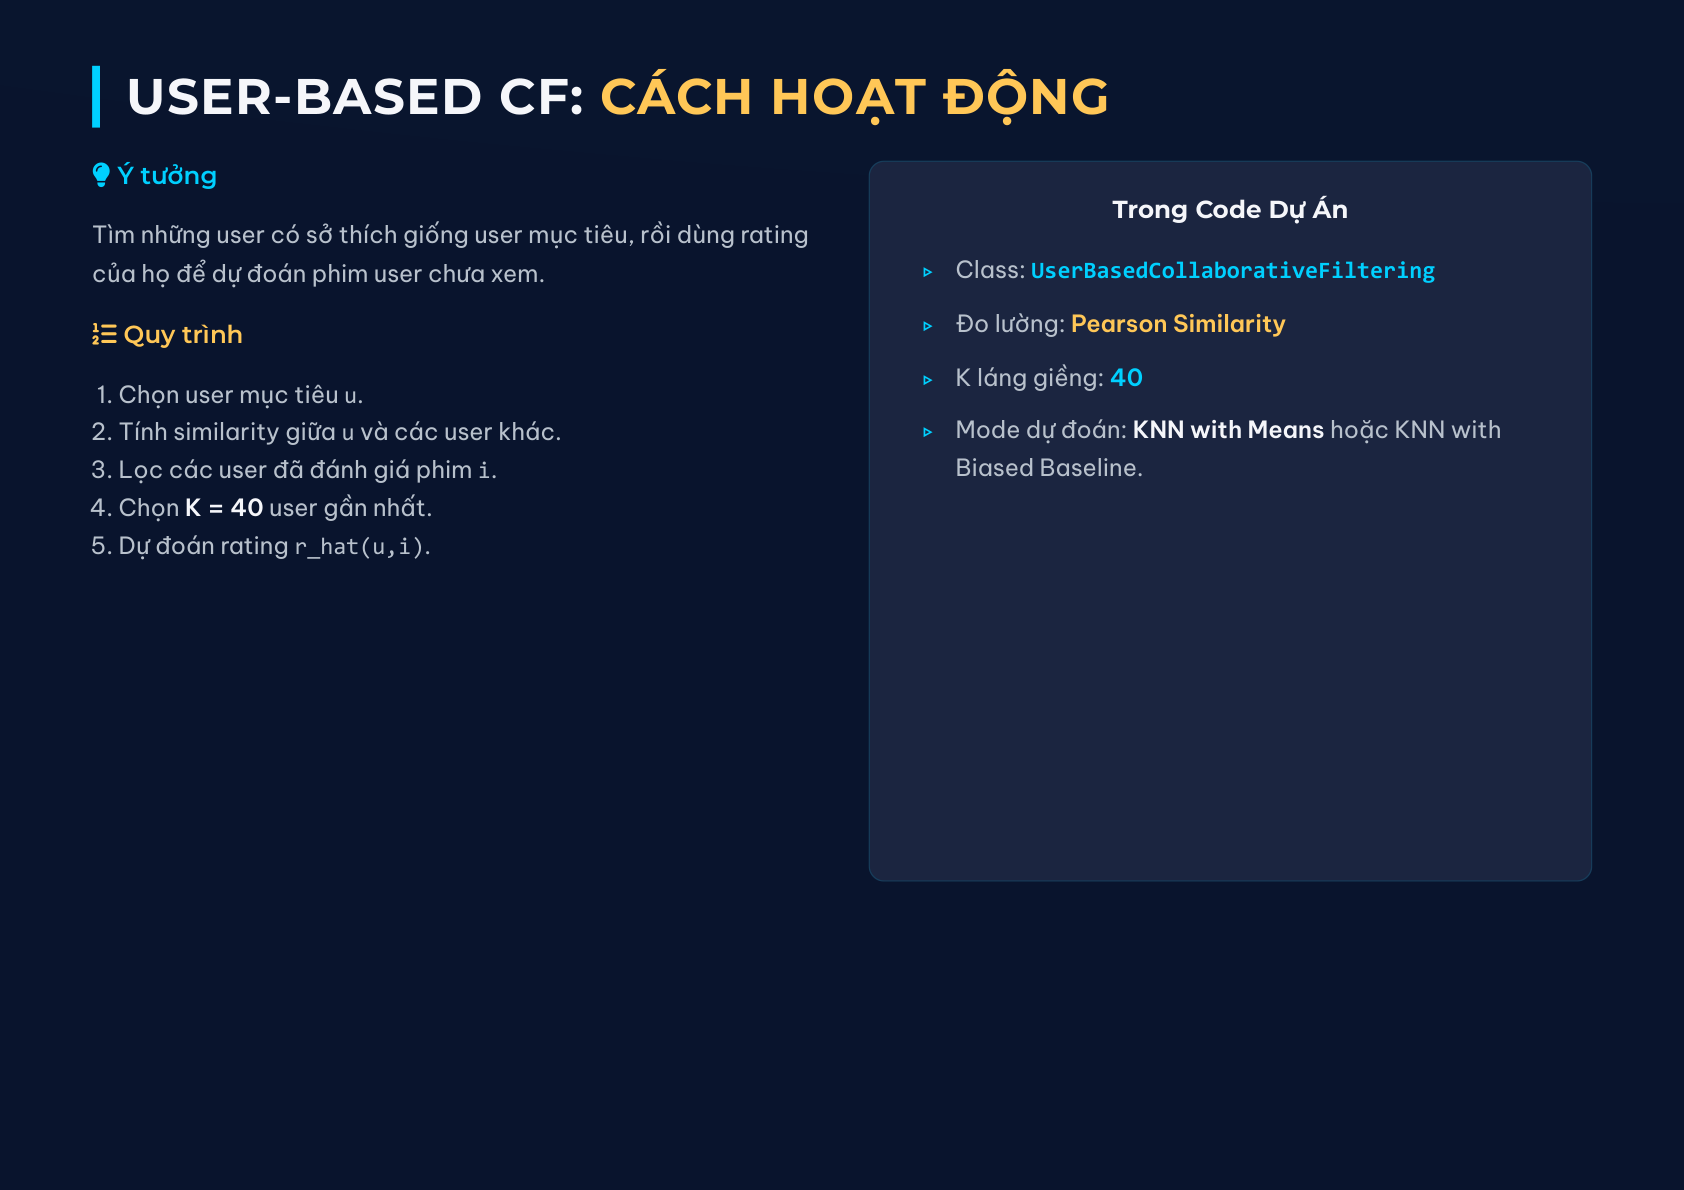 USER-BASED CF: CÁCH HOẠT ĐỘNG
Ý tưởng
Tìm những user có sở thích giống user mục tiêu, rồi dùng rating
của họ để dự đoán phim user chưa xem.
Quy trình
1. Chọn user mục tiêu u.
2. Tính similarity giữa u và các user khác.
3. Lọc các user đã đánh giá phim i.
4. Chọn K = 40 user gần nhất.
5. Dự đoán rating r_hat(u,i).
Trong Code Dự Án
▹ Class: UserBasedCollaborativeFiltering
▹ Đo lường: Pearson Similarity
▹ K láng giềng: 40
▹ Mode dự đoán: KNN with Means hoặc KNN with
Biased Baseline.